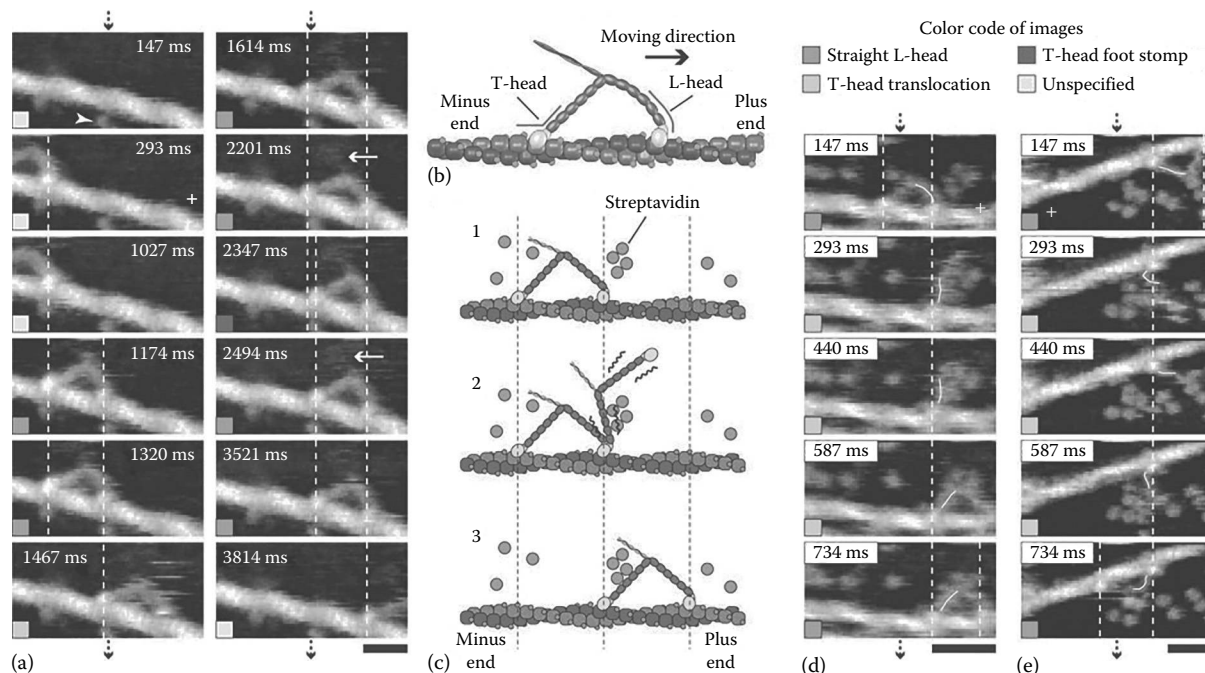 147 ms
293 ms
+
1027 ms
1174 ms
1320 ms
1467 ms
1614 ms
2201 ms
2347 ms
2494 ms
3521 ms
3814 ms
(a)
Moving direction
T-head
L-head
Minus
end
Plus
end
(b)
Streptavidin
1
2
3
Minus
end
Plus
end
(c)
Color code of images
Straight L-head
T-head foot stomp
T-head translocation
Unspecified
147 ms
+
293 ms
440 ms
587 ms
734 ms
(d)
147 ms
+
293 ms
440 ms
587 ms
734 ms
(e)